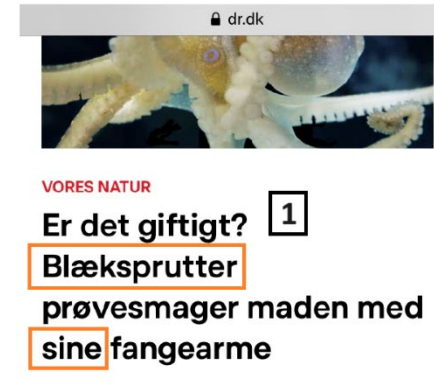 dr.dk
VORES NATUR
Er det giftigt?
1
Blæksprutter
prøvesmager maden med
sine fangearme